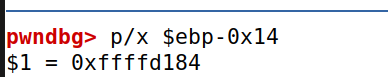 pwndbg> p/x $ebp-0x14
$1 = 0xffffd184